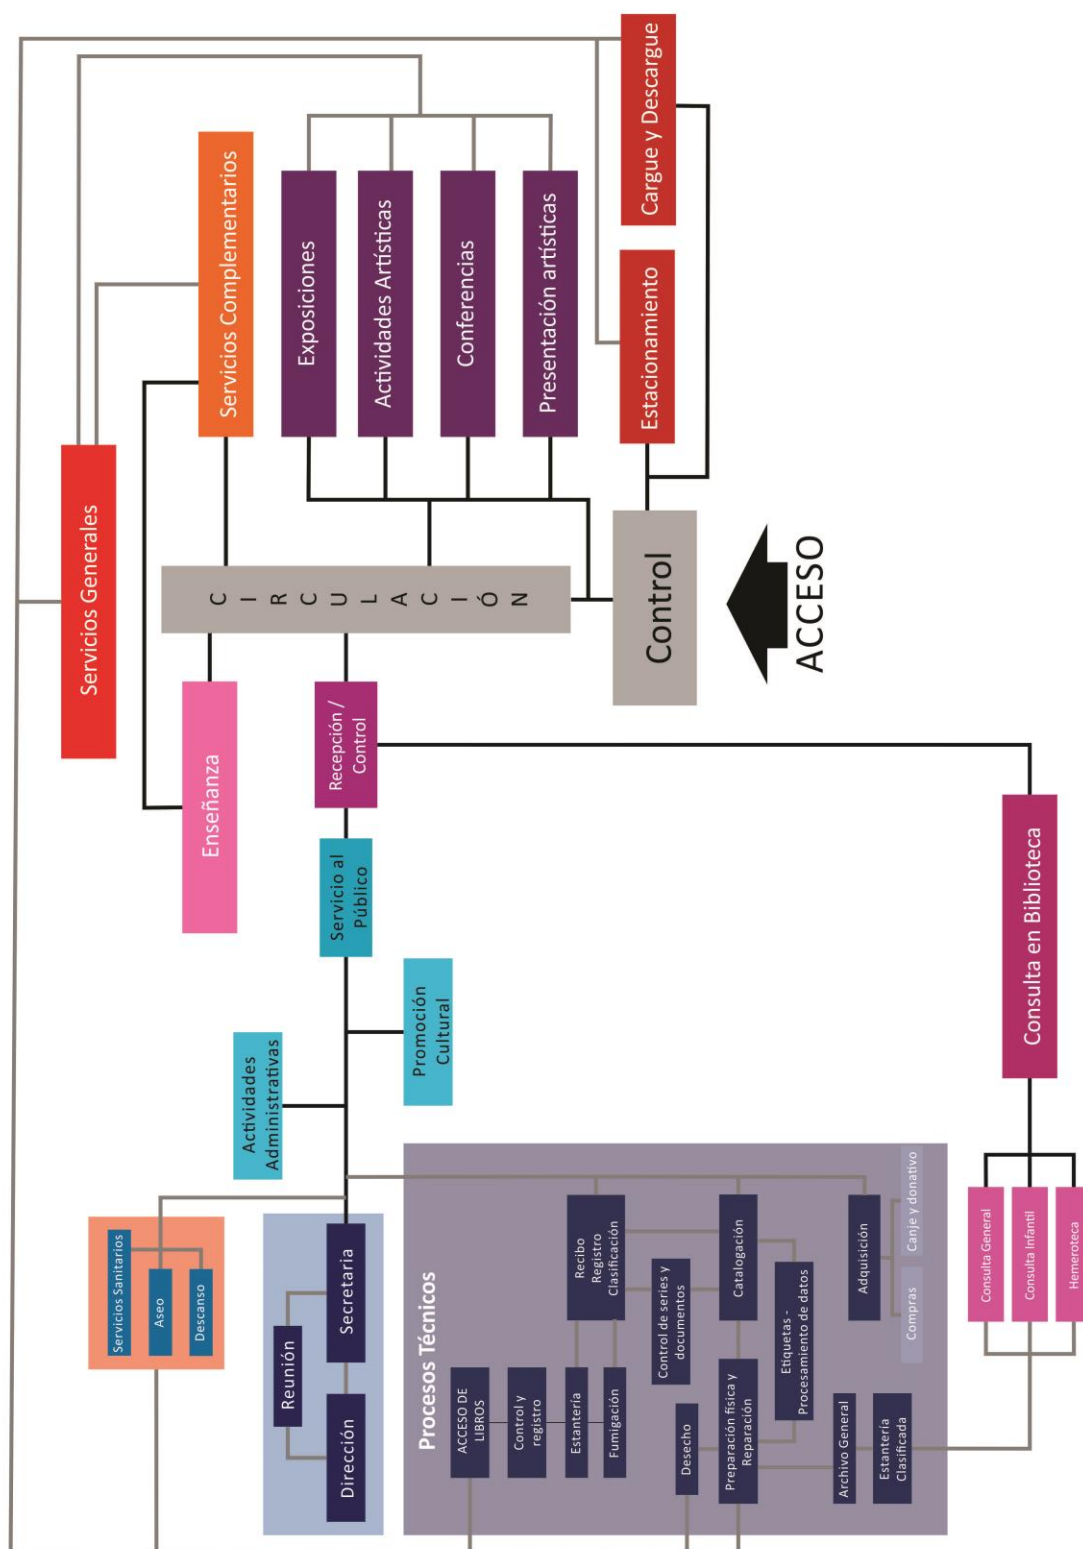 Servicios Generales
Servicios Sanitarios
Aseo
Descanso
Enseñanza
Servicios Complementarios
Actividades
Administrativas
Reunión
Dirección
Secretaria
Servicio al
Público
Recepción /
Control
CIRCULACIÓN
Exposiciones
Actividades Artísticas
Conferencias
Presentación artísticas
Promoción
Cultural
Procesos Técnicos
ACCESO DE
LIBROS
Control y
registro
Estantería
Fumigación
Recibo
Registro
Clasificación
Control de series y
documentos
Desecho
Preparación física y
Reparación
Catalogación
Etiquetas -
Procesamiento de datos
Archivo General
Estantería
Clasificada
Adquisición
Compras
Canje y donativo
Control
Estacionamiento
Cargue y Descargue
ACCESO
Consulta General
Consulta Infantil
Hemeroteca
Consulta en Biblioteca